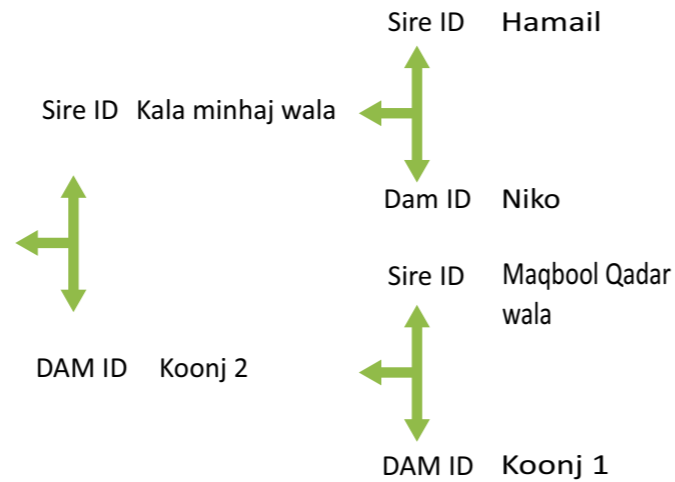 Sire ID Hamail
Sire ID Kala minhaj wala
Dam ID Niko
Sire ID Maqbool Qadar
wala
DAM ID Koonj 2
DAM ID Koonj 1